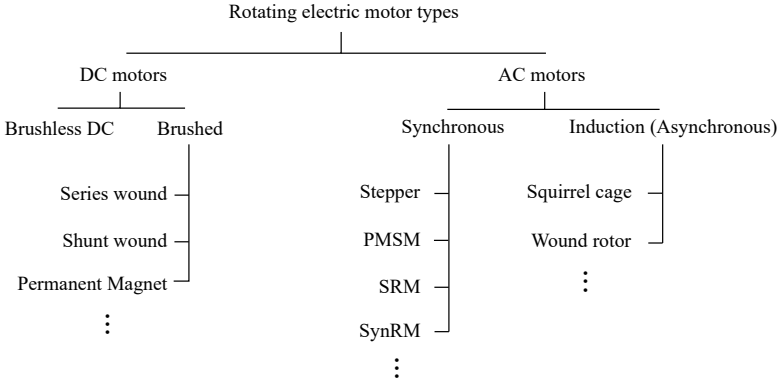 Rotating electric motor types
DC motors
AC motors
Brushless DC
Brushed
Synchronous
Induction (Asynchronous)
Series wound
Shunt wound
Permanent Magnet
Stepper
PMSM
SRM
SynRM
Squirrel cage
Wound rotor